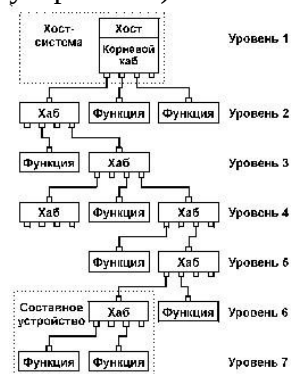 Хост-
система
Хост
Корневой
хаб
Уровень 1
Хаб
Функция
Функция
Уровень 2
Функция
Хаб
Уровень 3
Хаб
Функция
Хаб
Уровень 4
Функция
Хаб
Уровень 5
Составное
устройство
Хаб
Функция
Уровень 6
Функция
Функция
Уровень 7